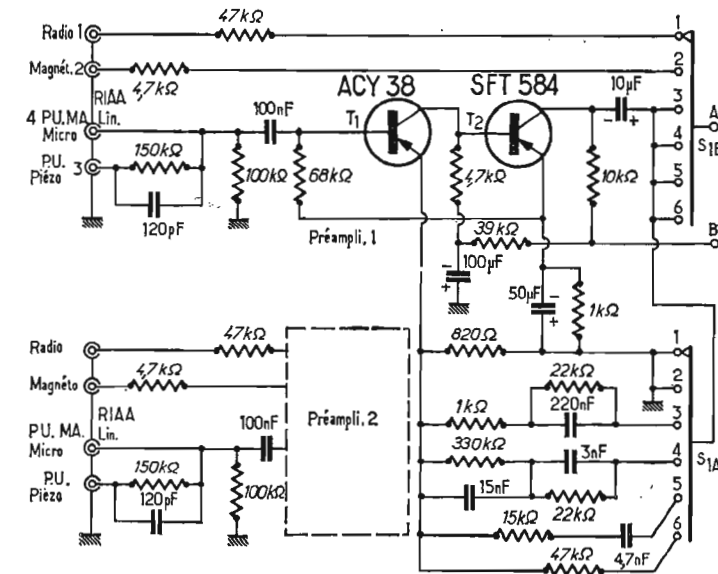 Radio 1
47kΩ
1
Magnét. 2
4,7kΩ
2
ACY 38
SFT 584
10µF
- +
3
A
RIAA
4 P.U.MA. Lin.
Micro
100nF
T1
T2
4
S1B
P.U.
Piézo 3
150kΩ
120pF
100kΩ
68kΩ
4,7kΩ
10kΩ
5
6
39kΩ
B
Préampli. 1
-
+
100µF
50µF
-
+
1kΩ
Radio
47kΩ
820Ω
1
Magnéto
4,7kΩ
22kΩ
2
RIAA
P.U. MA. Lin.
Micro
100nF
Préampli. 2
1kΩ
220nF
3
330kΩ
3nF
4
S1A
P.U.
Piézo
150kΩ
120pF
100kΩ
15nF
22kΩ
5
15kΩ
4,7nF
6
47kΩ